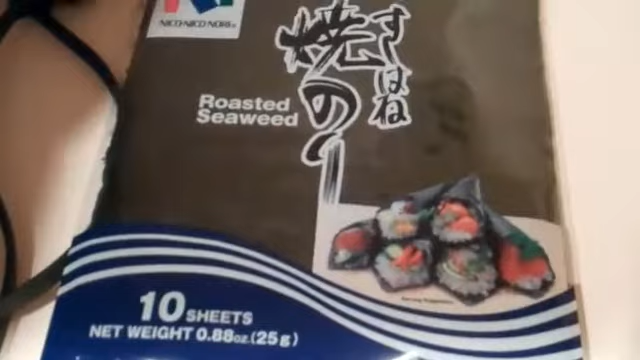 NICO-NICO NORI®
すしはね
焼のり
Roasted
Seaweed
10 SHEETS
NET WEIGHT 0.88oz.(25g)